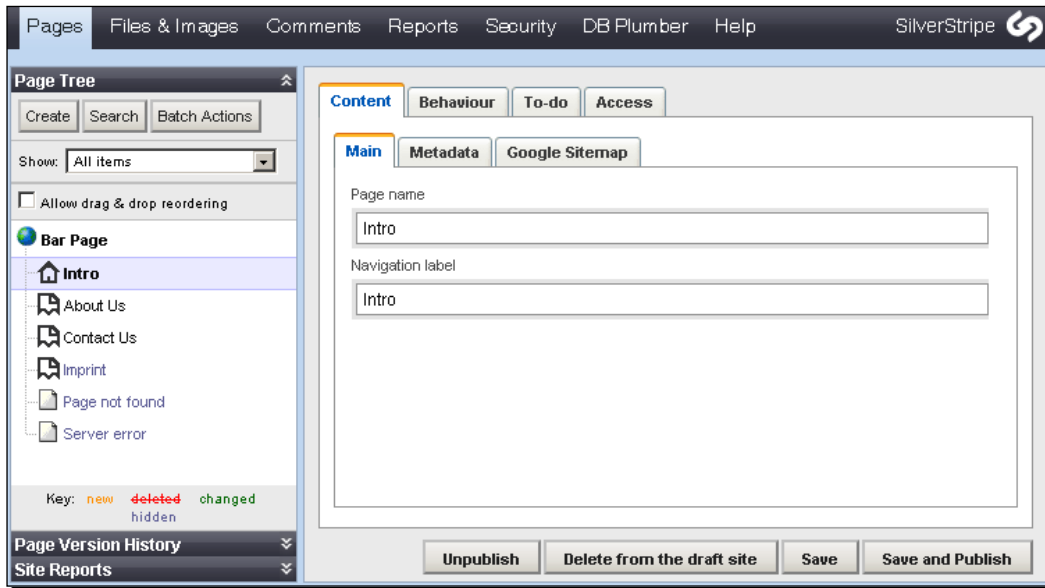 Pages Files & Images Comments Reports Security DB Plumber Help SilverStripe
Page Tree
Create Search Batch Actions
Show: All items
Allow drag & drop reordering
Bar Page
Intro
About Us
Contact Us
Imprint
Page not found
Server error
Key: new deleted changed
hidden
Page Version History
Site Reports
Content Behaviour To-do Access
Main Metadata Google Sitemap
Page name
Intro
Navigation label
Intro
Unpublish Delete from the draft site Save Save and Publish